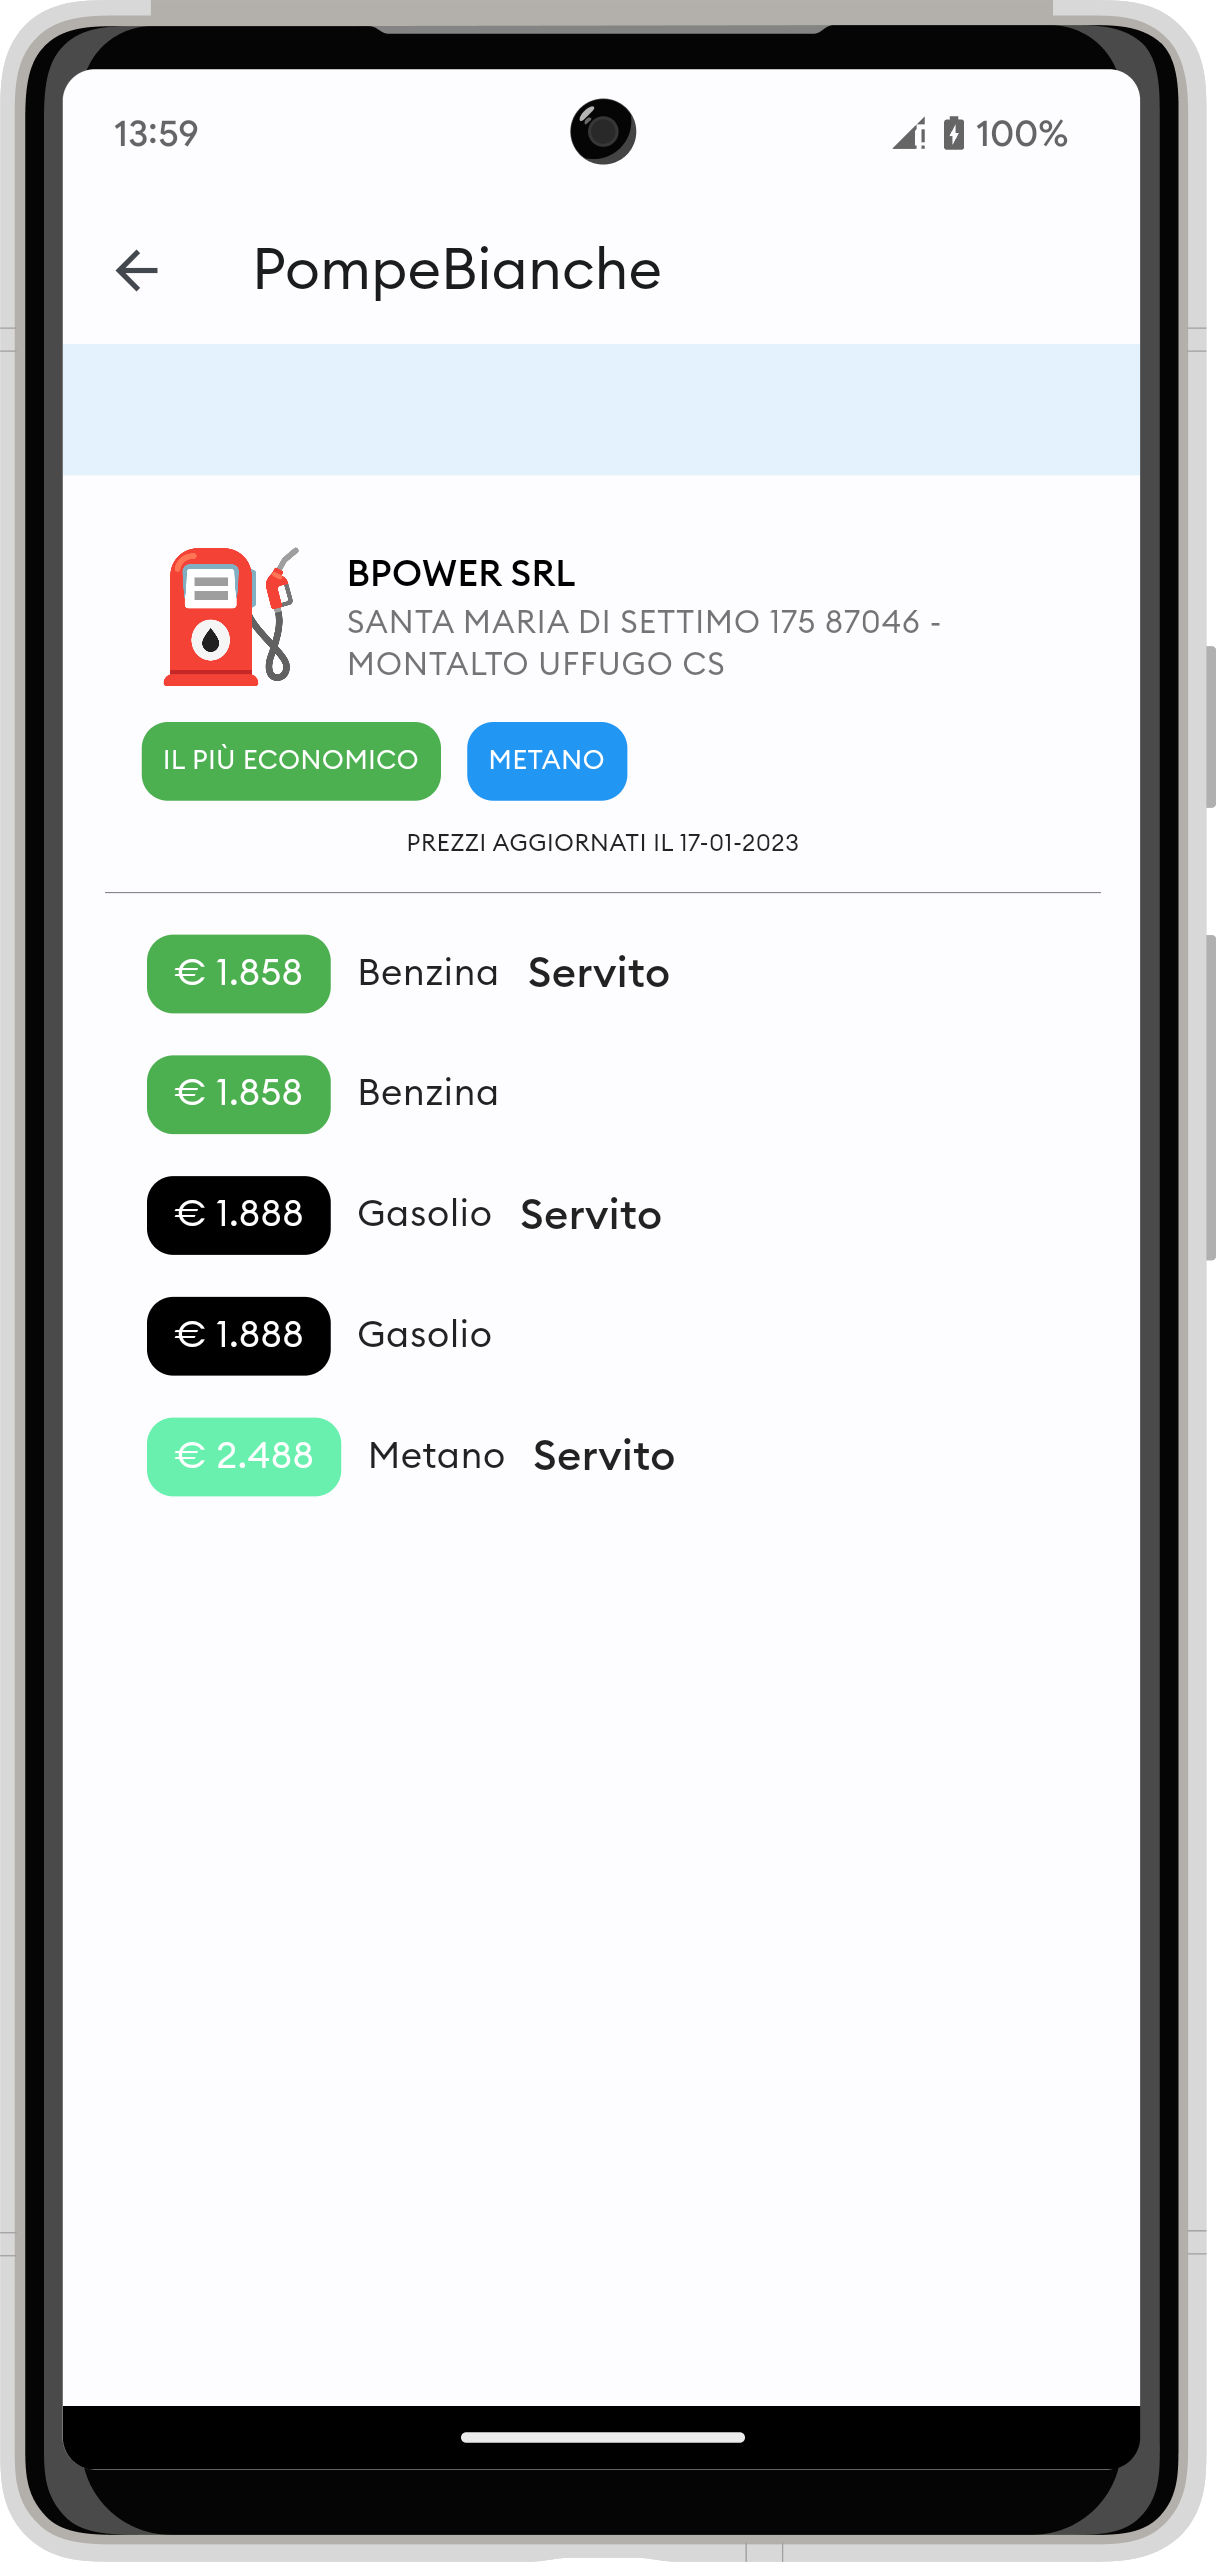 13:59
100%
PompeBianche
BPOWER SRL
SANTA MARIA DI SETTIMO 175 87046 -
MONTALTO UFFUGO CS
IL PIÙ ECONOMICO METANO
PREZZI AGGIORNATI IL 17-01-2023
€ 1.858 Benzina Servito
€ 1.858 Benzina
€ 1.888 Gasolio Servito
€ 1.888 Gasolio
€ 2.488 Metano Servito